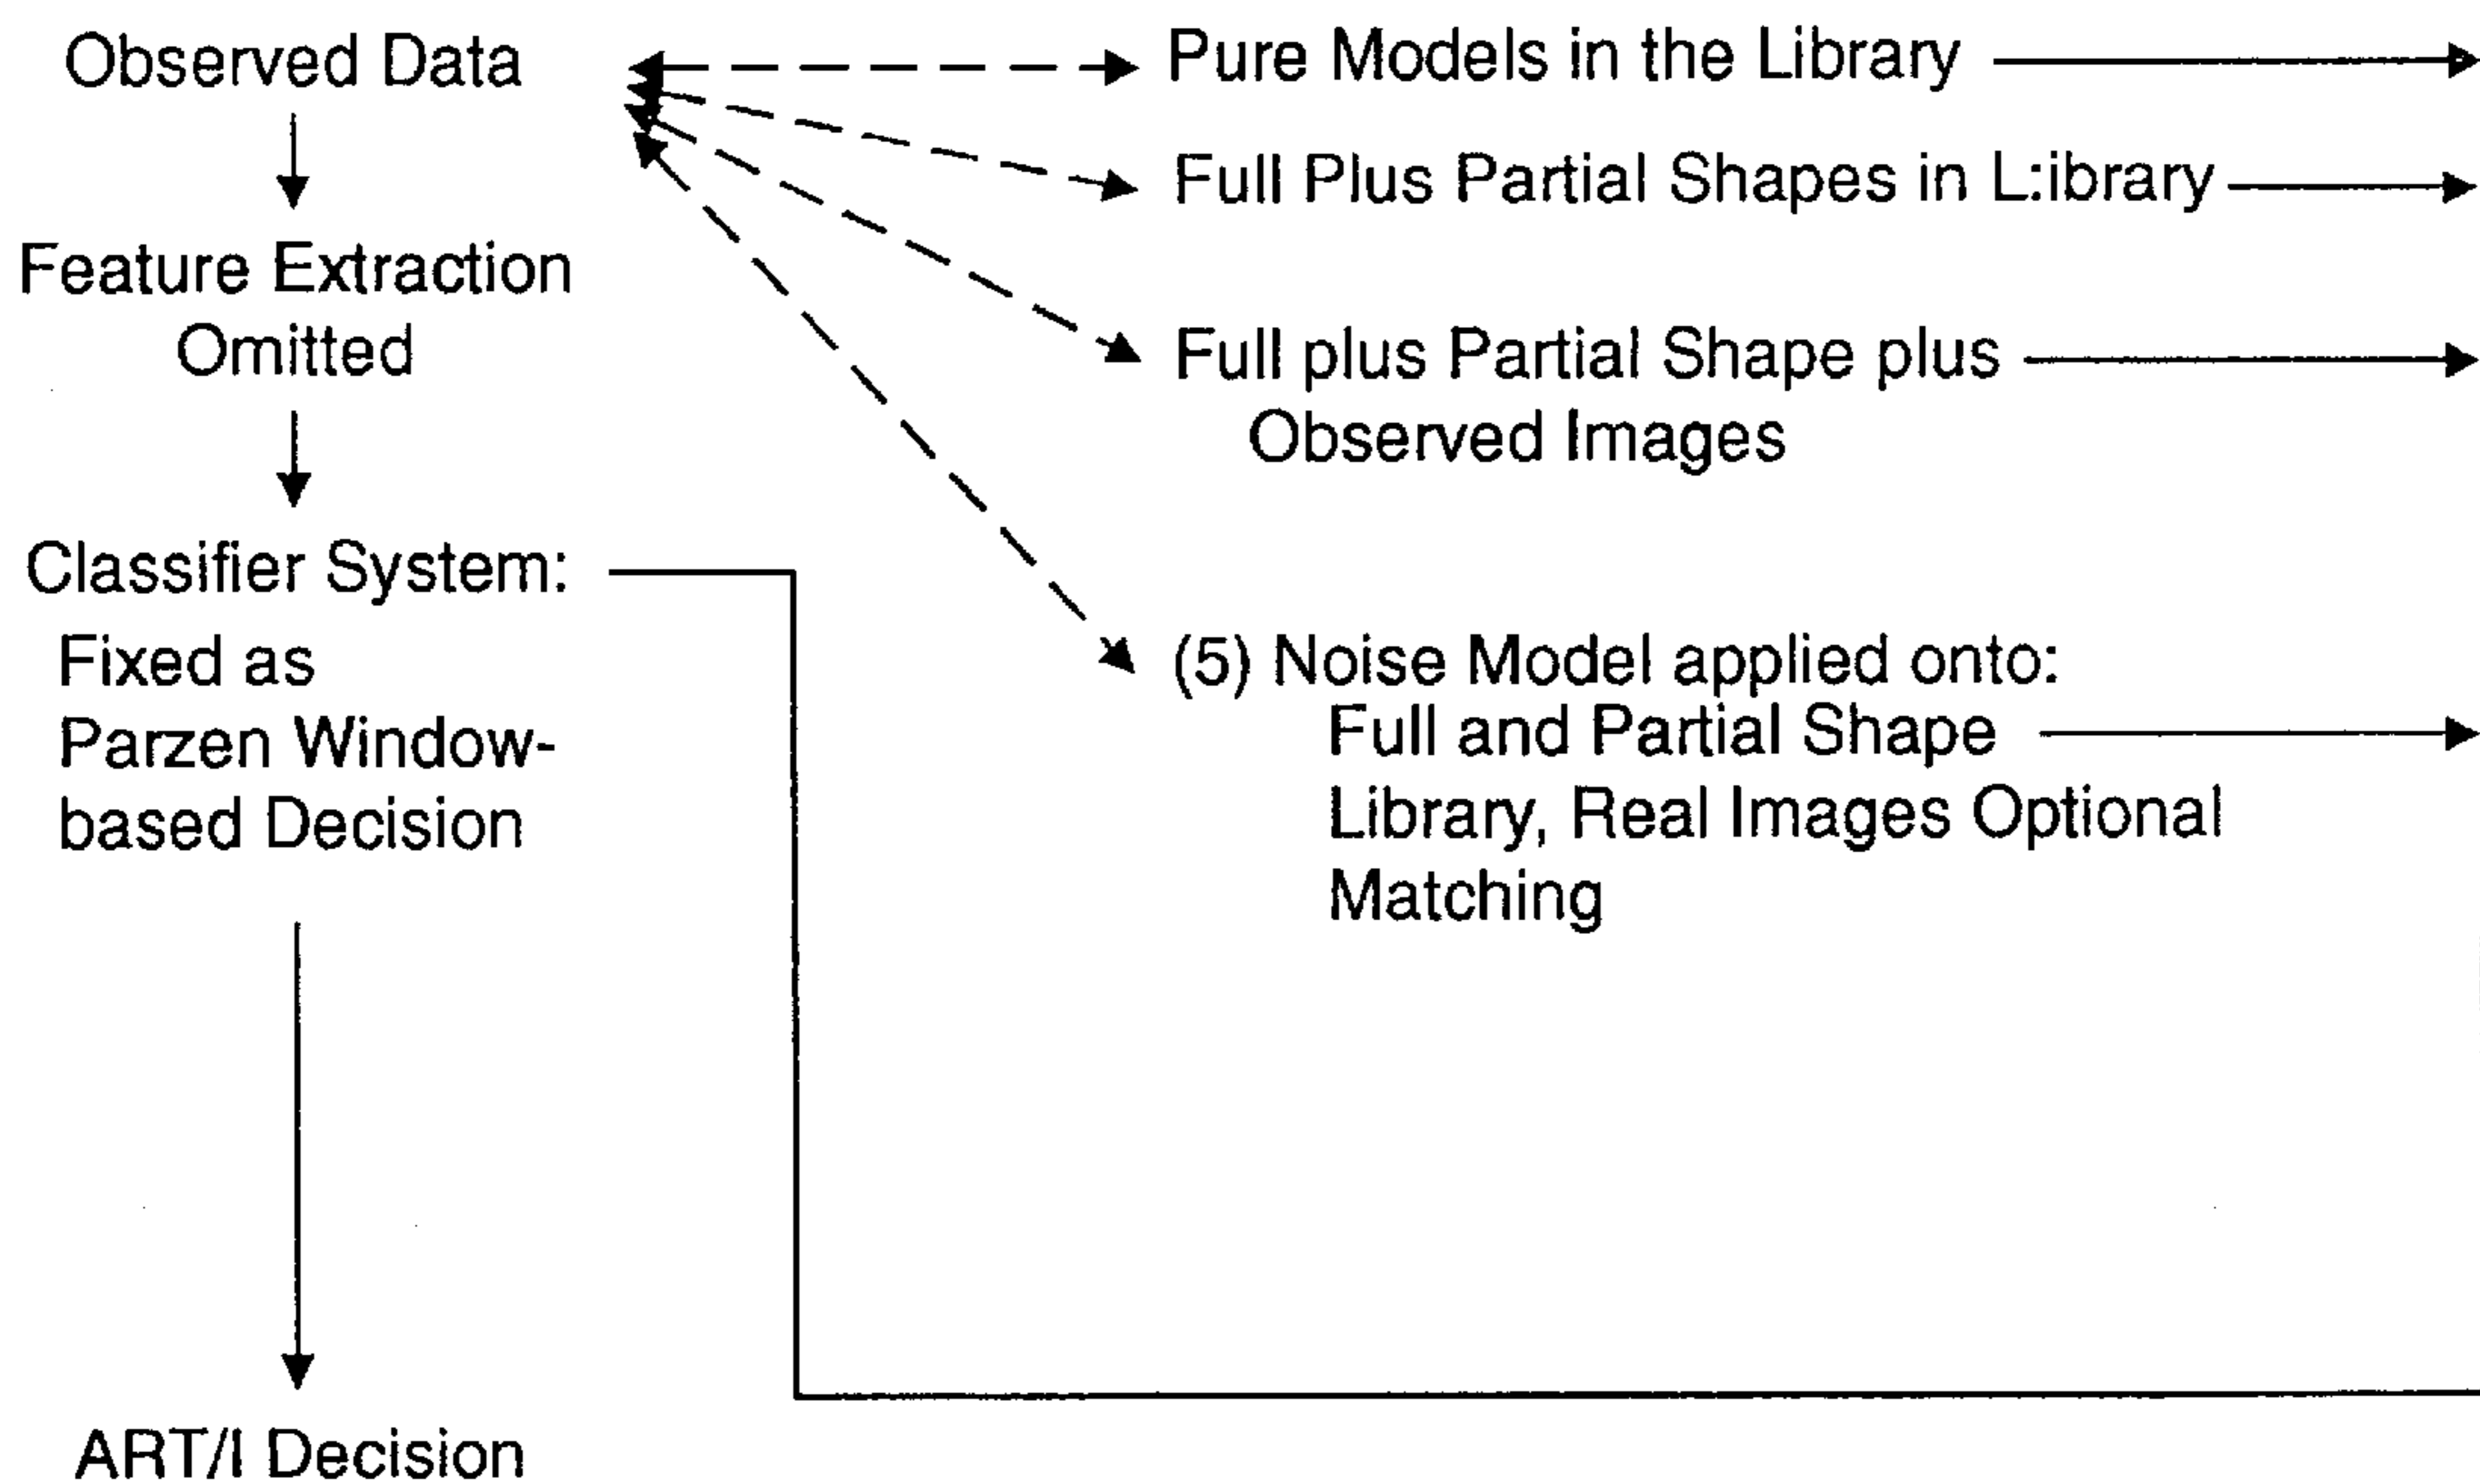 Observed Data
Feature Extraction
Omitted
Classifier System:
Fixed as
Parzen Window-
based Decision
ART/I Decision
Pure Models in the Library
Full Plus Partial Shapes in L:ibrary
Full plus Partial Shape plus
Observed Images
(5) Noise Model applied onto:
Full and Partial Shape
Library, Real Images Optional
Matching